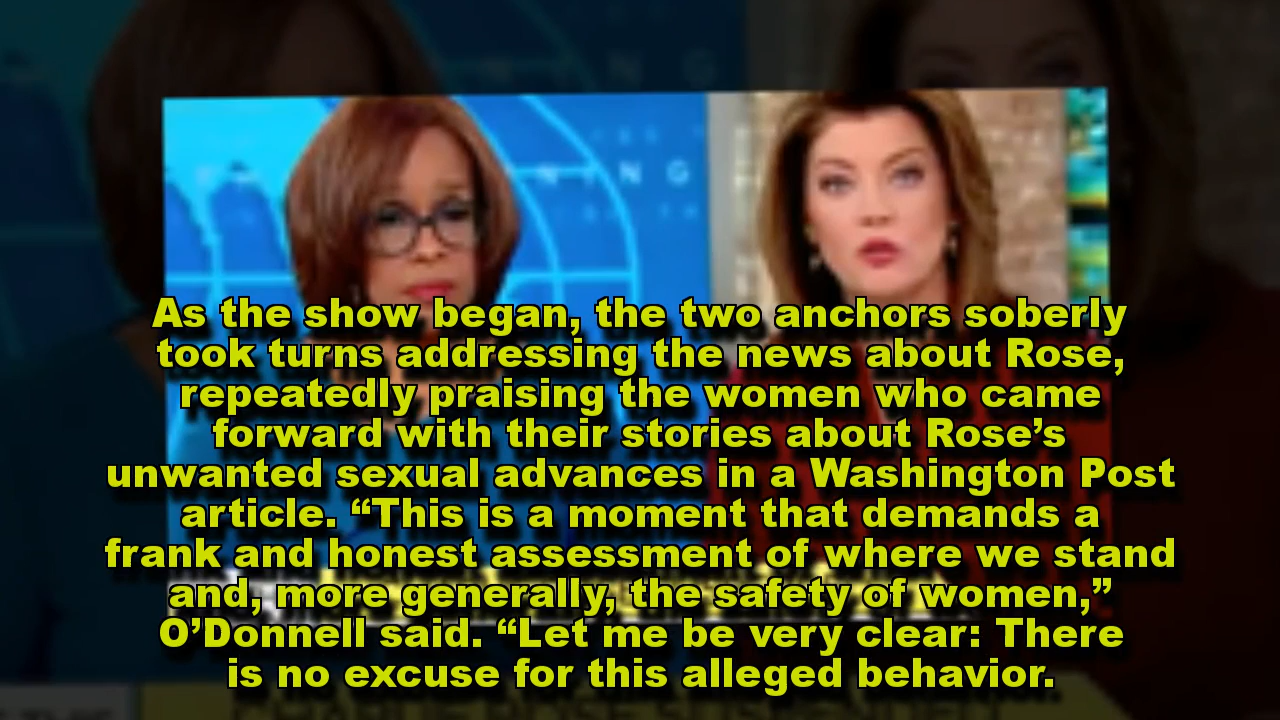 N I N G
As the show began, the two anchors soberly
took turns addressing the news about Rose,
repeatedly praising the women who came
forward with their stories about Rose’s
unwanted sexual advances in a Washington Post
article. “This is a moment that demands a
frank and honest assessment of where we stand
and, more generally, the safety of women,”
O’Donnell said. “Let me be very clear: There
is no excuse for this alleged behavior.